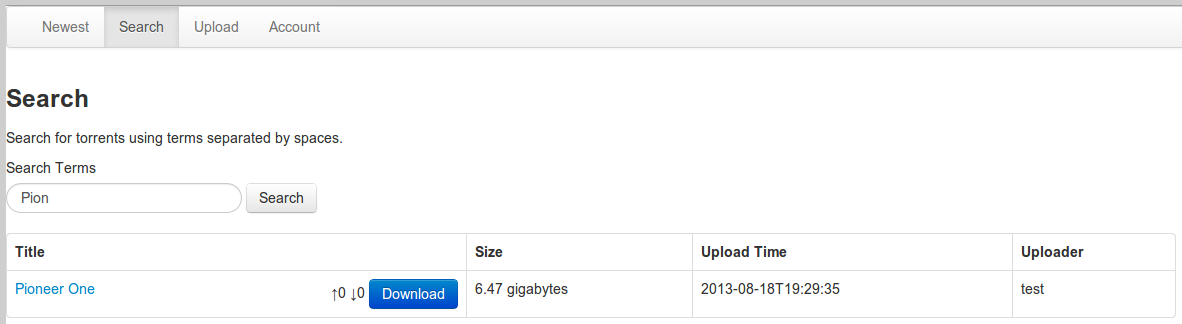 Newest Search Upload Account
Search
Search for torrents using terms separated by spaces.
Search Terms
Pion Search
Title Size Upload Time Uploader
Pioneer One ↑0 ↓0 Download 6.47 gigabytes 2013-08-18T19:29:35 test